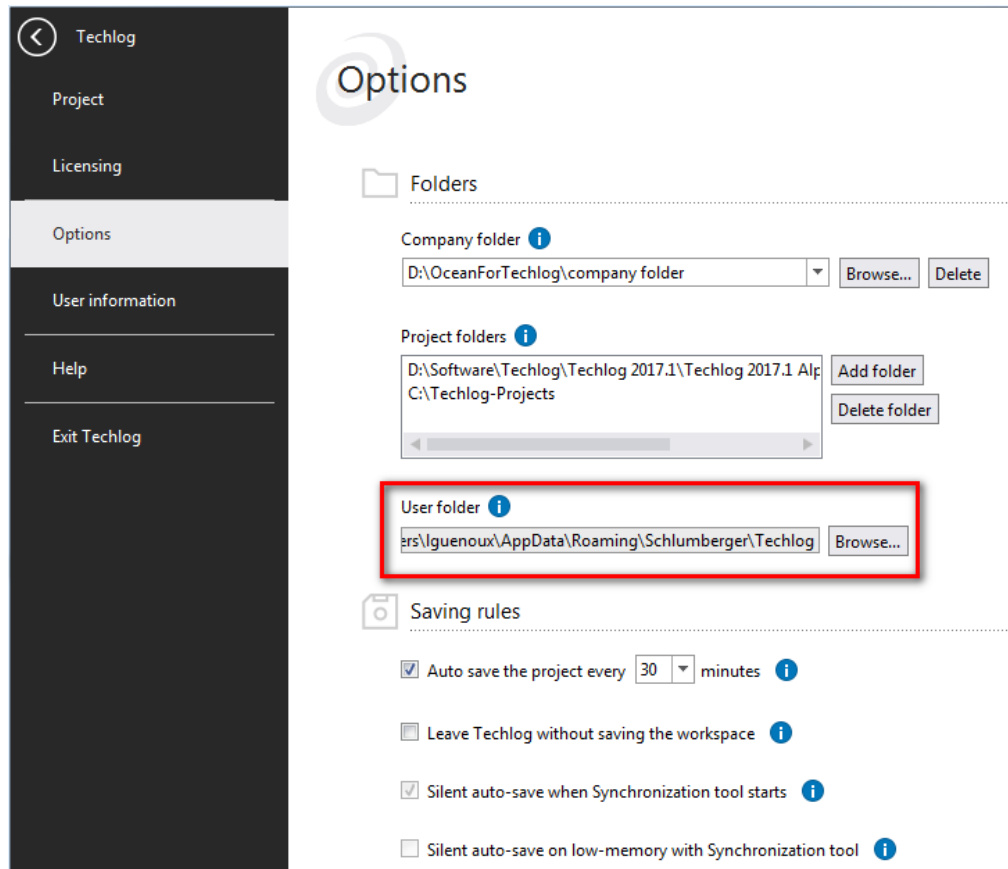 Techlog
Project
Licensing
Options
User information
Help
Exit Techlog
Options
Folders
Company folder
D:\OceanForTechlog\company folder
Browse...
Delete
Project folders
D:\Software\Techlog\Techlog 2017.1\Techlog 2017.1 Alp
C:\Techlog-Projects
Add folder
Delete folder
User folder
ers\lguenoux\AppData\Roaming\Schlumberger\Techlog
Browse...
Saving rules
Auto save the project every 30 minutes
Leave Techlog without saving the workspace
Silent auto-save when Synchronization tool starts
Silent auto-save on low-memory with Synchronization tool